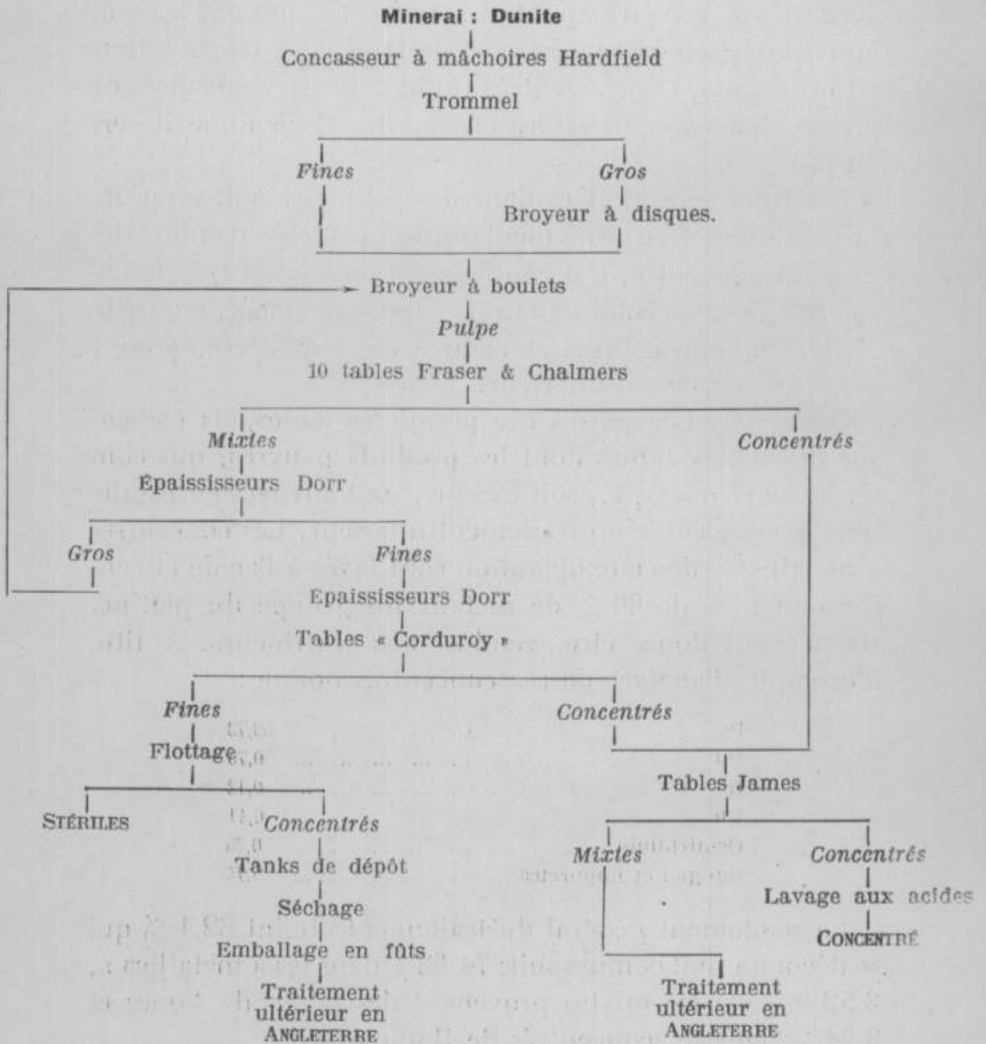 Minerai : Dunite
Concasseur à mâchoires Hardfield
Trommel
Fines
Gros
Broyeur à disques.
Broyeur à boulets
Pulpe
10 tables Fraser & Chalmers
Mixtes
Concentrés
Epaississeurs Dorr
Gros
Fines
Epaississeurs Dorr
Tables « Corduroy »
Fines
Concentrés
Flottage
Tables James
STÉRILES
Concentrés
Mixtes
Concentrés
Tanks de dépôt
Lavage aux acides
Séchage
CONCENTRÉ
Emballage en fûts
Traitement
ultérieur en
ANGLETERRE
Traitement
ultérieur en
ANGLETERRE